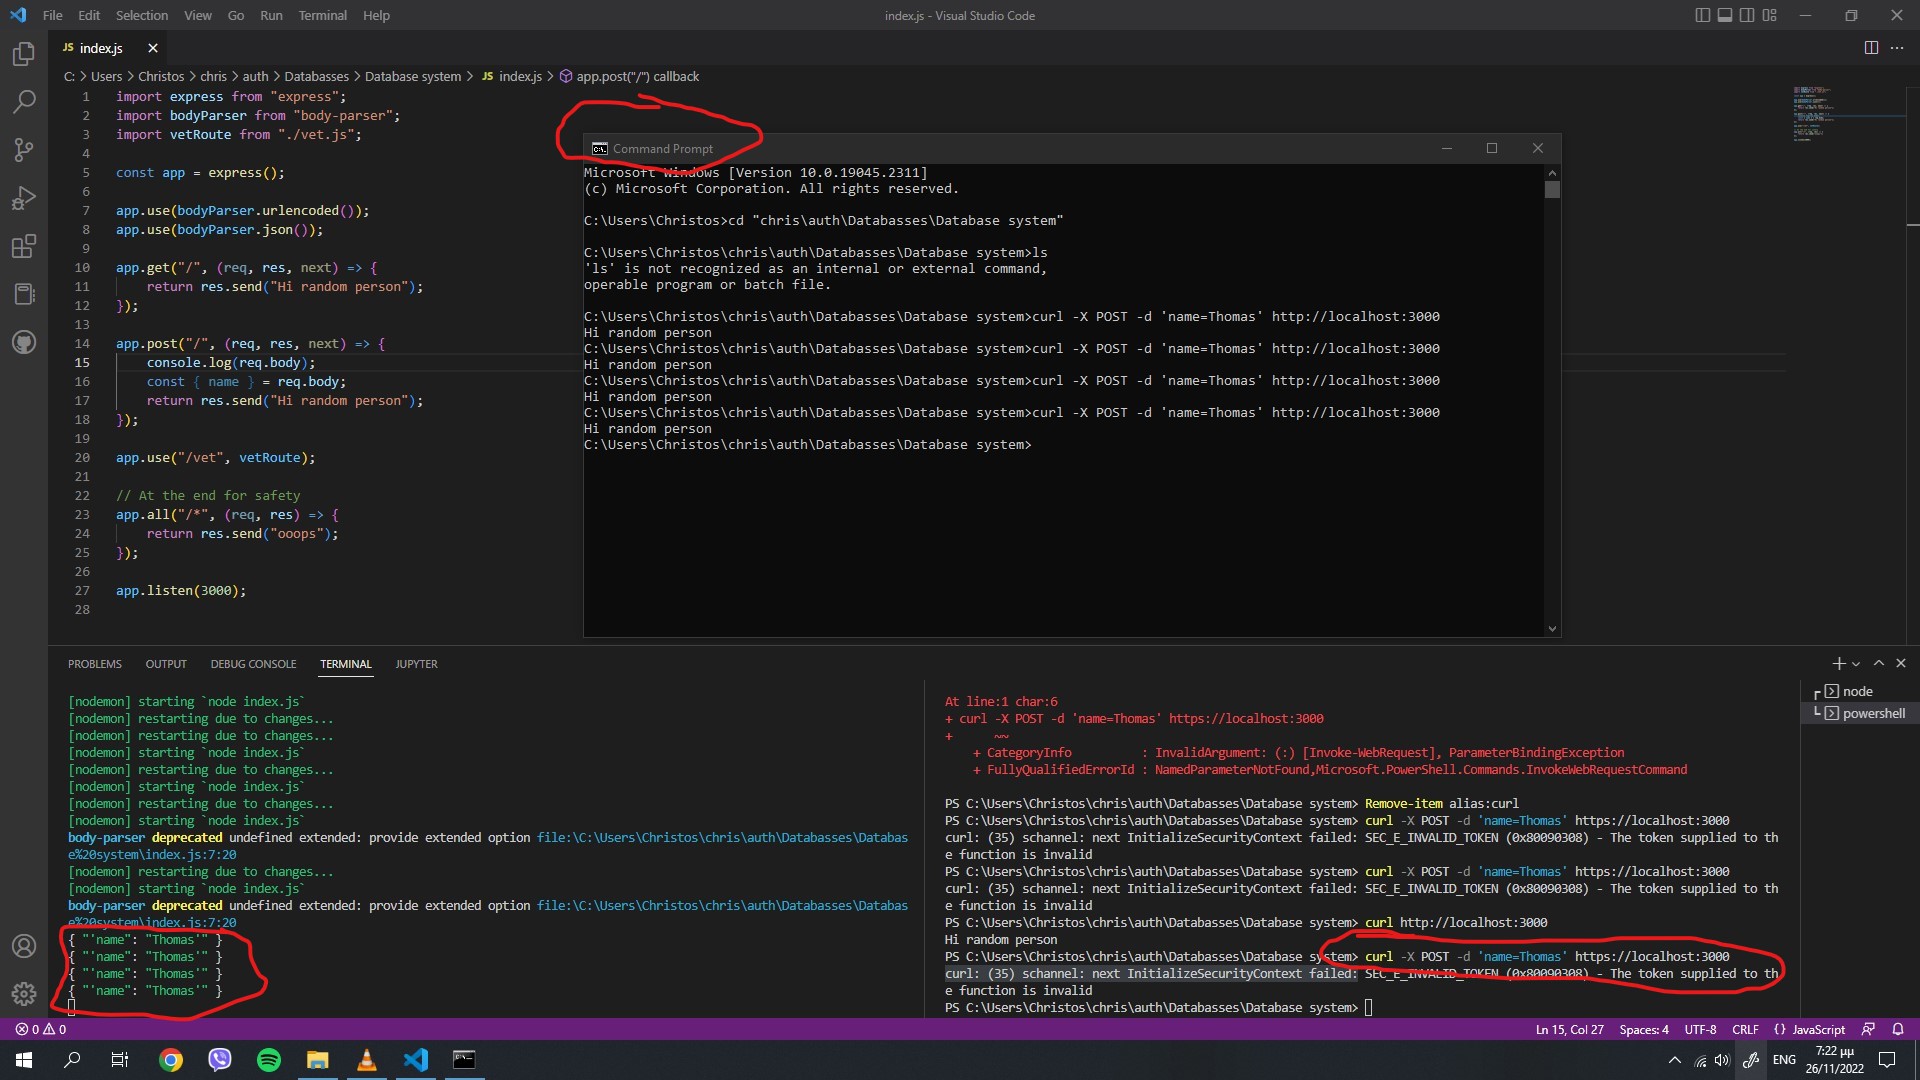 File Edit Selection View Go Run Terminal Help
index.js - Visual Studio Code
JS index.js
C: > Users > Christos > chris > auth > Databasses > Database system > JS index.js > app.post("/") callback
1 import express from "express";
2 import bodyParser from "body-parser";
3 import vetRoute from "./vet.js";
4
5 const app = express();
6
7 app.use(bodyParser.urlencoded());
8 app.use(bodyParser.json());
9
10 app.get("/", (req, res, next) => {
11 return res.send("Hi random person");
12 });
13
14 app.post("/", (req, res, next) => {
15 console.log(req.body);
16 const { name } = req.body;
17 return res.send("Hi random person");
18 });
19
20 app.use("/vet", vetRoute);
21
22 // At the end for safety
23 app.all("/*", (req, res) => {
24 return res.send("ooops");
25 });
26
27 app.listen(3000);
28
Command Prompt
Microsoft Windows [Version 10.0.19045.2311]
(c) Microsoft Corporation. All rights reserved.
C:\Users\Christos>cd "chris\auth\Databasses\Database system"
C:\Users\Christos\chris\auth\Databasses\Database system>ls
'ls' is not recognized as an internal or external command,
operable program or batch file.
C:\Users\Christos\chris\auth\Databasses\Database system>curl -X POST -d 'name=Thomas' http://localhost:3000
Hi random person
C:\Users\Christos\chris\auth\Databasses\Database system>curl -X POST -d 'name=Thomas' http://localhost:3000
Hi random person
C:\Users\Christos\chris\auth\Databasses\Database system>curl -X POST -d 'name=Thomas' http://localhost:3000
Hi random person
C:\Users\Christos\chris\auth\Databasses\Database system>curl -X POST -d 'name=Thomas' http://localhost:3000
Hi random person
C:\Users\Christos\chris\auth\Databasses\Database system>
PROBLEMS OUTPUT DEBUG CONSOLE TERMINAL JUPYTER
[nodemon] starting `node index.js`
[nodemon] restarting due to changes...
[nodemon] restarting due to changes...
[nodemon] starting `node index.js`
[nodemon] restarting due to changes...
[nodemon] starting `node index.js`
[nodemon] restarting due to changes...
[nodemon] starting `node index.js`
body-parser deprecated undefined extended: provide extended option file:\C:\Users\Christos\chris\auth\Databasses\Databas
e%20system\index.js:7:20
[nodemon] restarting due to changes...
[nodemon] starting `node index.js`
body-parser deprecated undefined extended: provide extended option file:\C:\Users\Christos\chris\auth\Databasses\Databas
e%20system\index.js:7:20
{ "'name": "Thomas'" }
{ "'name": "Thomas'" }
{ "'name": "Thomas'" }
{ "'name": "Thomas'" }
At line:1 char:6
+ curl -X POST -d 'name=Thomas' https://localhost:3000
+ ~~
+ CategoryInfo : InvalidArgument: (:) [Invoke-WebRequest], ParameterBindingException
+ FullyQualifiedErrorId : NamedParameterNotFound,Microsoft.PowerShell.Commands.InvokeWebRequestCommand
PS C:\Users\Christos\chris\auth\Databasses\Database system> Remove-item alias:curl
PS C:\Users\Christos\chris\auth\Databasses\Database system> curl -X POST -d 'name=Thomas' https://localhost:3000
curl: (35) schannel: next InitializeSecurityContext failed: SEC_E_INVALID_TOKEN (0x80090308) - The token supplied to th
e function is invalid
PS C:\Users\Christos\chris\auth\Databasses\Database system> curl -X POST -d 'name=Thomas' https://localhost:3000
curl: (35) schannel: next InitializeSecurityContext failed: SEC_E_INVALID_TOKEN (0x80090308) - The token supplied to th
e function is invalid
PS C:\Users\Christos\chris\auth\Databasses\Database system> curl http://localhost:3000
Hi random person
PS C:\Users\Christos\chris\auth\Databasses\Database system> curl -X POST -d 'name=Thomas' https://localhost:3000
curl: (35) schannel: next InitializeSecurityContext failed: SEC_E_INVALID_TOKEN (0x80090308) - The token supplied to th
e function is invalid
PS C:\Users\Christos\chris\auth\Databasses\Database system>
node
powershell
0 0
Ln 15, Col 27 Spaces: 4 UTF-8 CRLF {} JavaScript
ENG
7:22 μμ
26/11/2022